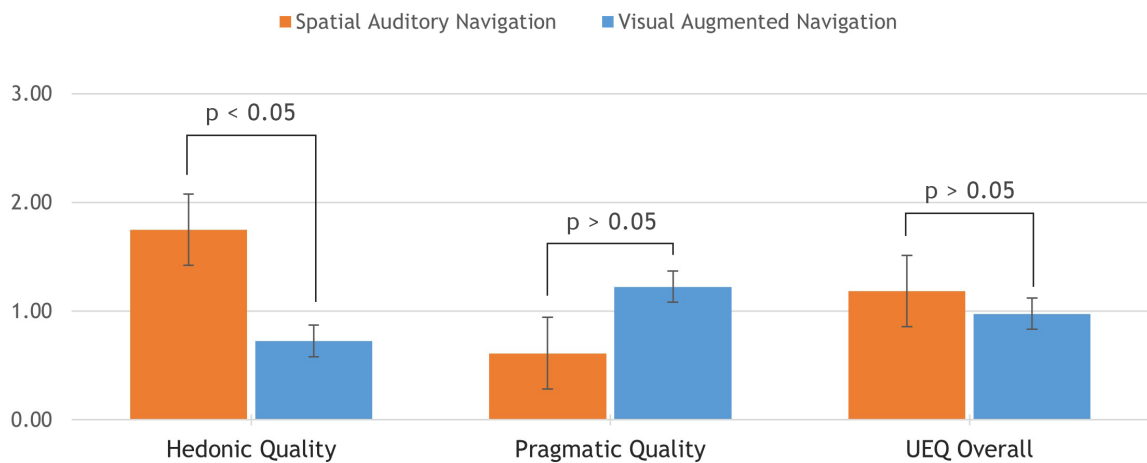 Spatial Auditory Navigation Visual Augmented Navigation
3.00
p < 0.05
2.00
p > 0.05
p > 0.05
1.00
0.00
Hedonic Quality Pragmatic Quality UEQ Overall